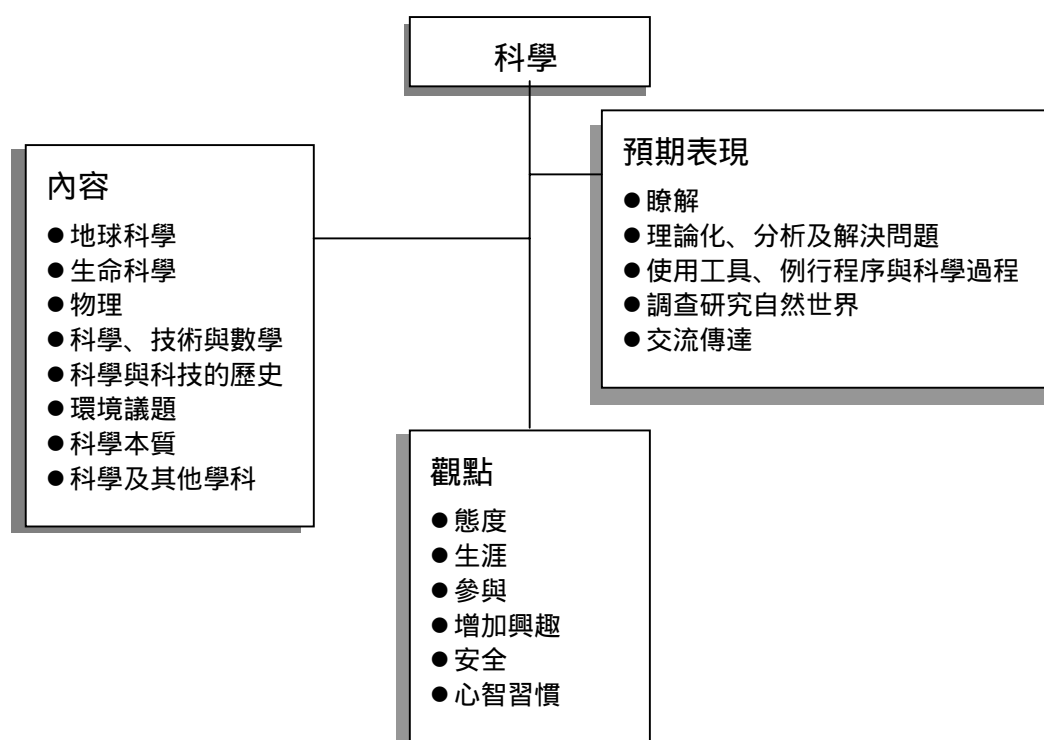 科學
內容
●地球科學
●生命科學
●物理
●科學、技術與數學
●科學與科技的歷史
●環境議題
●科學本質
●科學及其他學科
預期表現
●瞭解
●理論化、分析及解決問題
●使用工具、例行程序與科學過程
●調查研究自然世界
●交流傳達
觀點
●態度
●生涯
●參與
●增加興趣
●安全
●心智習慣